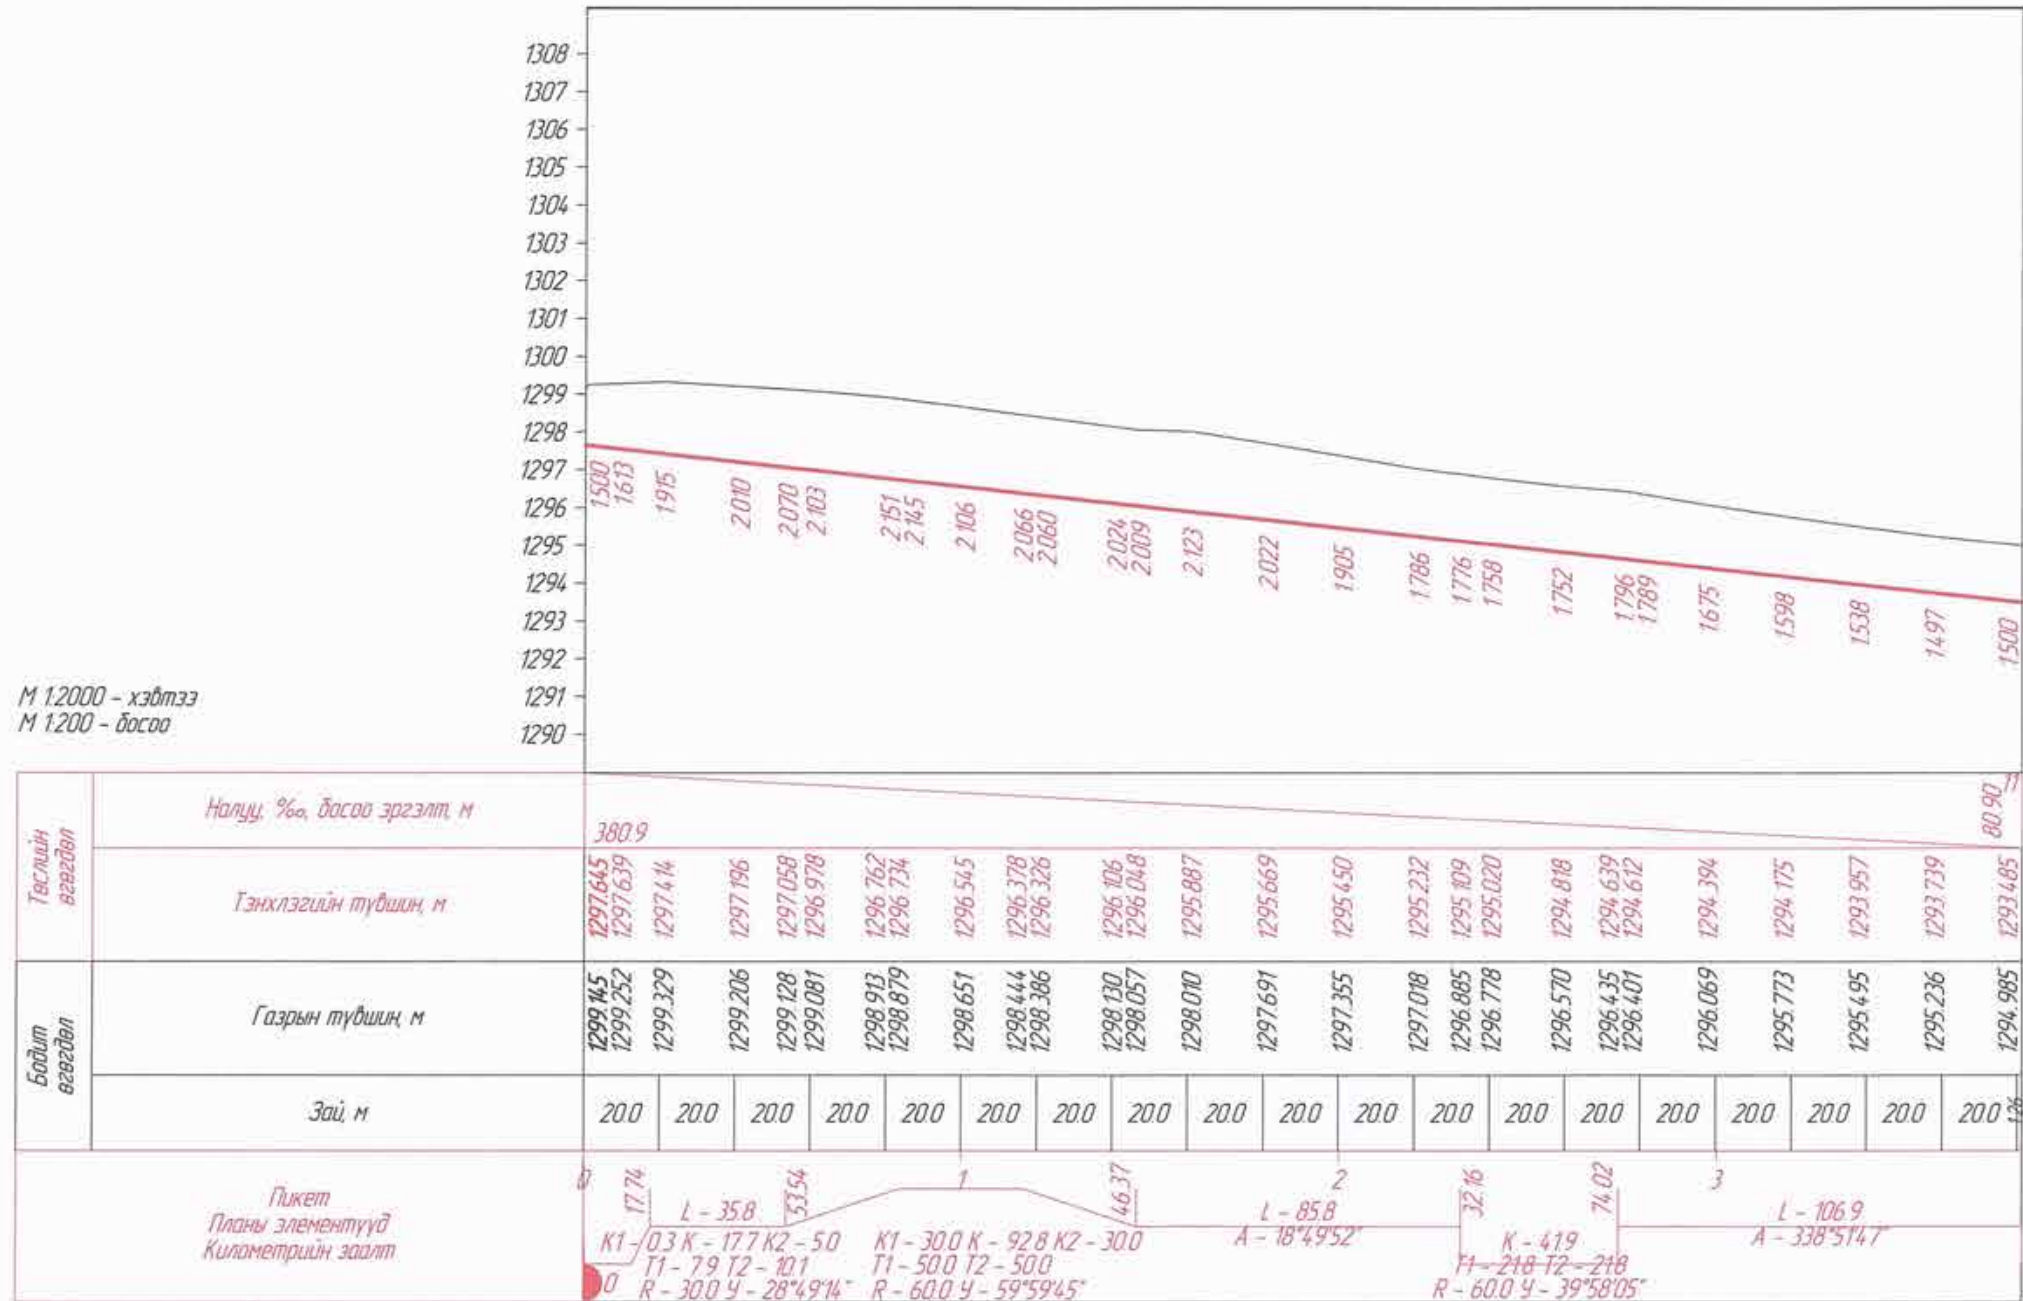 1308
1307
1306
1305
1304
1303
1302
1301
1300
1299
1298
1297
1296
1295
1294
1293
1292
1291
1290
1.500 1.613 1.915 2.010 2.070 2.103 2.151 2.145 2.106 2.066 2.060 2.024 2.009 2.123 2.022 1.905 1.786 1.776 1.758 1.752 1.796 1.789 1.675 1.598 1.538 1.497 1.500
М 1:2000 - хэвтээ
М 1:200 - босоо
Төслийн өгөгдөл
Налуу, ‰, босоо эргэлт, м
380.9 80.90 11
Тэнхлэгийн түвшин, м
1297.645 1297.639 1297.414 1297.196 1297.058 1296.978 1296.762 1296.734 1296.545 1296.378 1296.326 1296.106 1296.048 1295.887 1295.669 1295.450 1295.232 1295.109 1295.020 1294.818 1294.639 1294.612 1294.394 1294.175 1293.957 1293.739 1293.485
Бодит өгөгдөл
Газрын түвшин, м
1299.145 1299.252 1299.329 1299.206 1299.128 1299.081 1298.913 1298.879 1298.651 1298.444 1298.386 1298.130 1298.057 1298.010 1297.691 1297.355 1297.018 1296.885 1296.778 1296.570 1296.435 1296.401 1296.069 1295.773 1295.495 1295.236 1294.985
Зай, м
20.0 20.0 20.0 20.0 20.0 20.0 20.0 20.0 20.0 20.0 20.0 20.0 20.0 20.0 20.0 20.0 20.0 20.0 20.0 1.26
Пикет
Планы элементүүд
Километрийн заалт
0 17.74 53.54 1 46.37 2 32.16 74.02 3
L - 35.8 L - 85.8 L - 106.9
А - 18°49'52" А - 338°51'47"
К1 - 0.3 К - 17.7 К2 - 5.0
Т1 - 7.9 Т2 - 10.1
R - 30.0 У - 28°49'14"
К1 - 30.0 К - 92.8 К2 - 30.0
Т1 - 50.0 Т2 - 50.0
R - 60.0 У - 59°59'45"
К - 41.9
Т1 - 21.8 Т2 - 21.8
R - 60.0 У - 39°58'05"
0